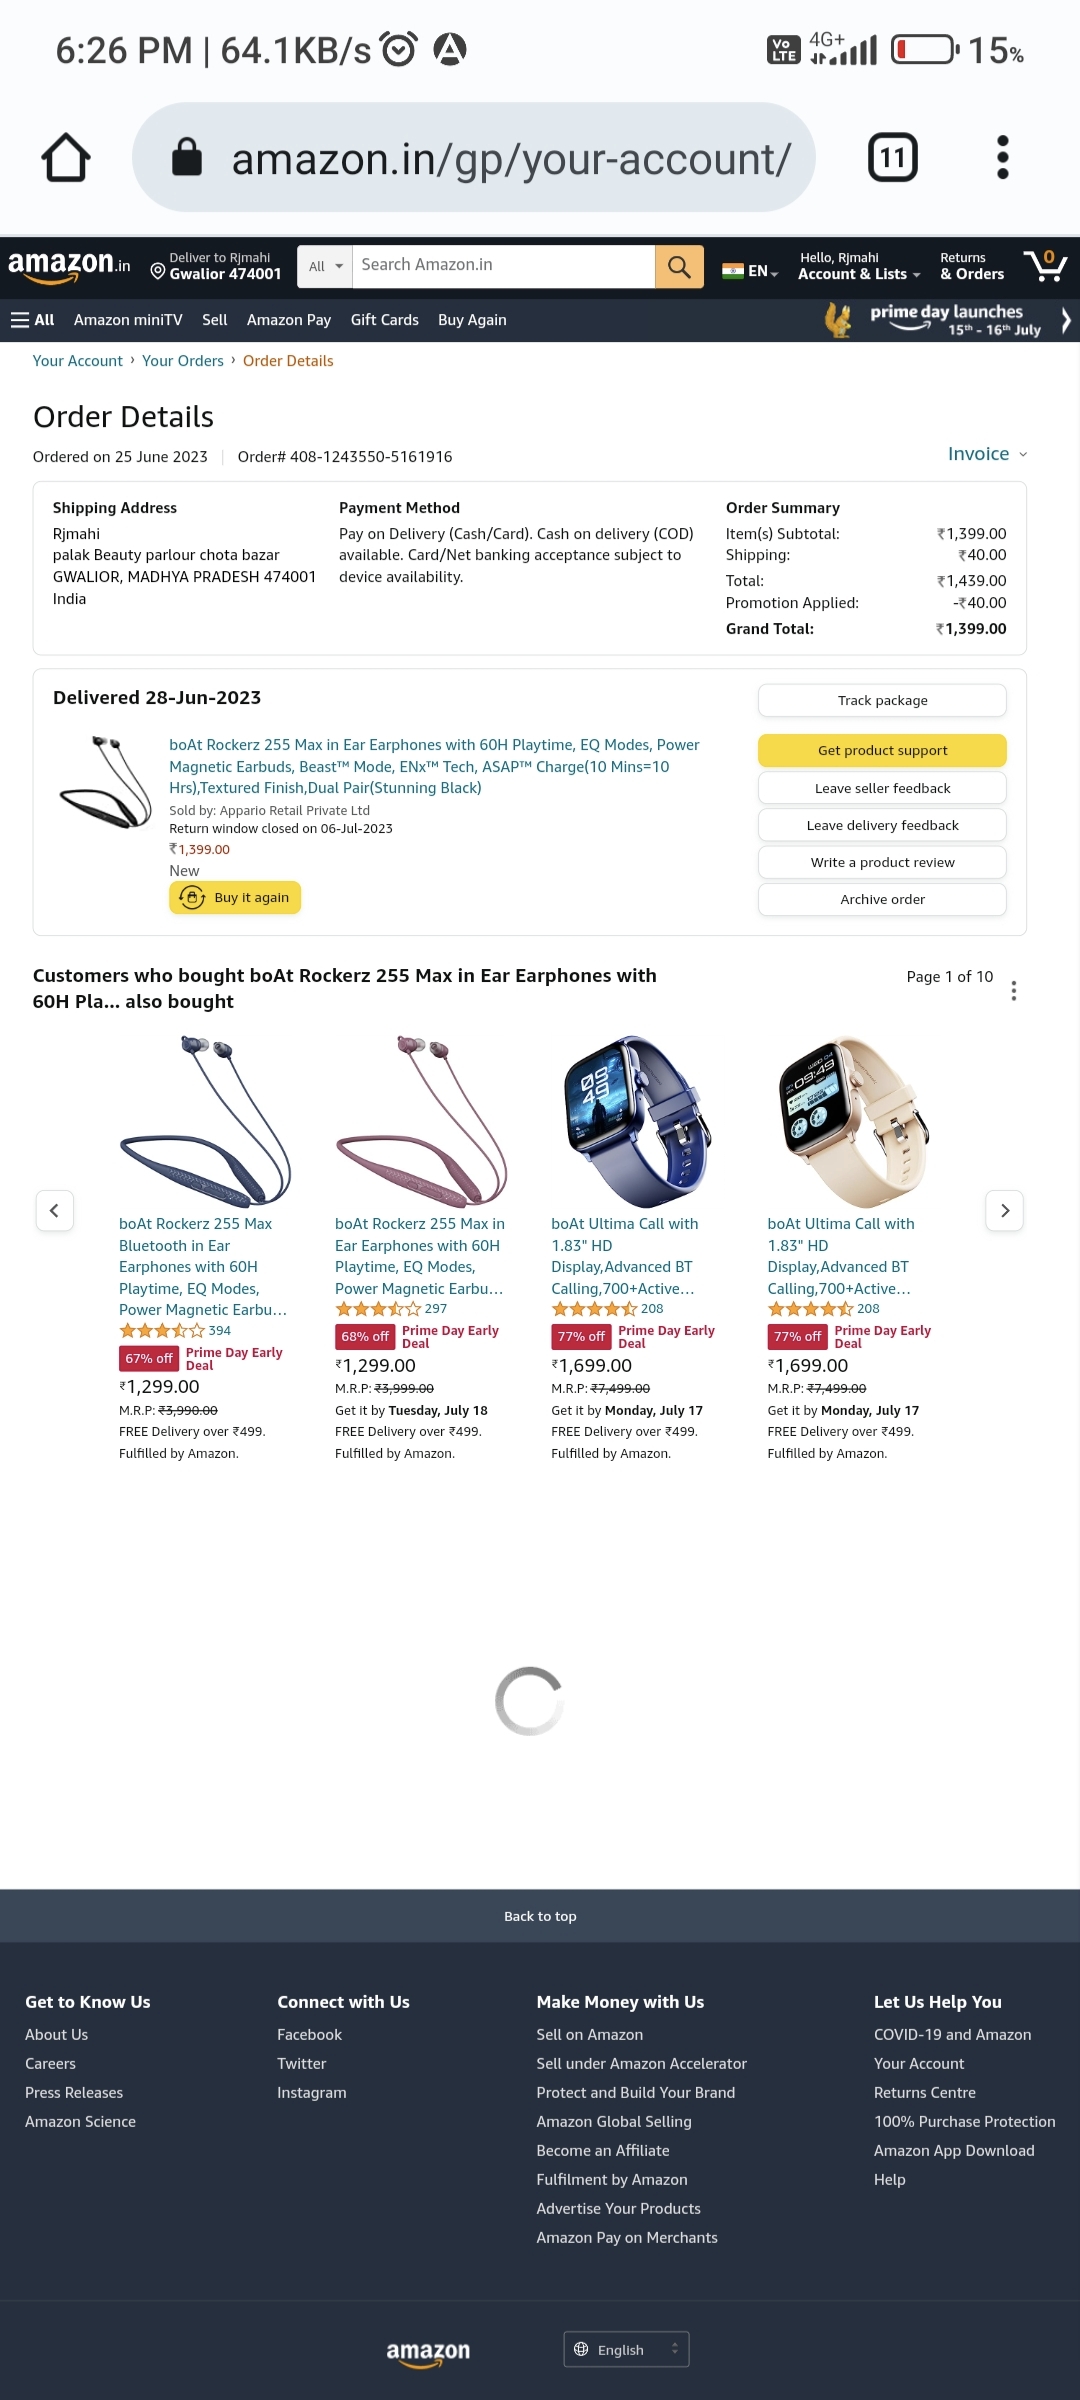 6:26 PM | 64.1KB/s
Vo LTE 4G+ 15%
amazon.in/gp/your-account/
11
amazon.in
Deliver to Rjmahi
Gwalior 474001
All
Search Amazon.in
EN
Hello, Rjmahi
Account & Lists
Returns
& Orders
0
All Amazon miniTV Sell Amazon Pay Gift Cards Buy Again
prime day launches
15th - 16th July
Your Account › Your Orders › Order Details
Order Details
Ordered on 25 June 2023 | Order# 408-1243550-5161916
Invoice
Shipping Address
Rjmahi
palak Beauty parlour chota bazar
GWALIOR, MADHYA PRADESH 474001
India
Payment Method
Pay on Delivery (Cash/Card). Cash on delivery (COD)
available. Card/Net banking acceptance subject to
device availability.
Order Summary
Item(s) Subtotal: ₹1,399.00
Shipping: ₹40.00
Total: ₹1,439.00
Promotion Applied: -₹40.00
Grand Total: ₹1,399.00
Delivered 28-Jun-2023
boAt Rockerz 255 Max in Ear Earphones with 60H Playtime, EQ Modes, Power
Magnetic Earbuds, Beast™ Mode, ENx™ Tech, ASAP™ Charge(10 Mins=10
Hrs),Textured Finish,Dual Pair(Stunning Black)
Sold by: Appario Retail Private Ltd
Return window closed on 06-Jul-2023
₹1,399.00
New
Buy it again
Track package
Get product support
Leave seller feedback
Leave delivery feedback
Write a product review
Archive order
Customers who bought boAt Rockerz 255 Max in Ear Earphones with
60H Pla... also bought
Page 1 of 10
boAt Rockerz 255 Max
Bluetooth in Ear
Earphones with 60H
Playtime, EQ Modes,
Power Magnetic Earbu…
394
67% off Prime Day Early
Deal
₹1,299.00
M.R.P: ₹3,990.00
FREE Delivery over ₹499.
Fulfilled by Amazon.
boAt Rockerz 255 Max in
Ear Earphones with 60H
Playtime, EQ Modes,
Power Magnetic Earbu…
297
68% off Prime Day Early
Deal
₹1,299.00
M.R.P: ₹3,999.00
Get it by Tuesday, July 18
FREE Delivery over ₹499.
Fulfilled by Amazon.
boAt Ultima Call with
1.83" HD
Display,Advanced BT
Calling,700+Active…
208
77% off Prime Day Early
Deal
₹1,699.00
M.R.P: ₹7,499.00
Get it by Monday, July 17
FREE Delivery over ₹499.
Fulfilled by Amazon.
09:49
boAt Ultima Call with
1.83" HD
Display,Advanced BT
Calling,700+Active…
208
77% off Prime Day Early
Deal
₹1,699.00
M.R.P: ₹7,499.00
Get it by Monday, July 17
FREE Delivery over ₹499.
Fulfilled by Amazon.
Back to top
Get to Know Us
About Us
Careers
Press Releases
Amazon Science
Connect with Us
Facebook
Twitter
Instagram
Make Money with Us
Sell on Amazon
Sell under Amazon Accelerator
Protect and Build Your Brand
Amazon Global Selling
Become an Affiliate
Fulfilment by Amazon
Advertise Your Products
Amazon Pay on Merchants
Let Us Help You
COVID-19 and Amazon
Your Account
Returns Centre
100% Purchase Protection
Amazon App Download
Help
amazon
English